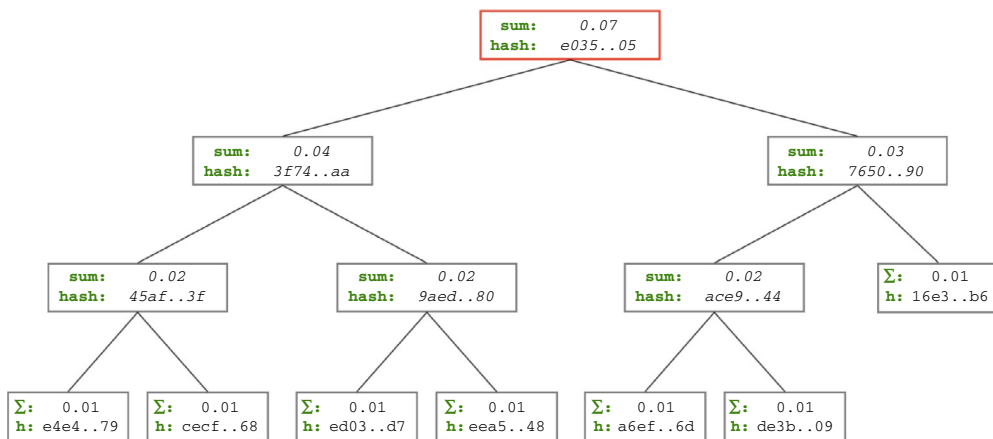 sum: 0.07
hash: e035..05
sum: 0.04
hash: 3f74..aa
sum: 0.03
hash: 7650..90
sum: 0.02
hash: 45af..3f
sum: 0.02
hash: 9aed..80
sum: 0.02
hash: ace9..44
Σ: 0.01
h: 16e3..b6
Σ: 0.01
h: e4e4..79
Σ: 0.01
h: cecf..68
Σ: 0.01
h: ed03..d7
Σ: 0.01
h: eea5..48
Σ: 0.01
h: a6ef..6d
Σ: 0.01
h: de3b..09